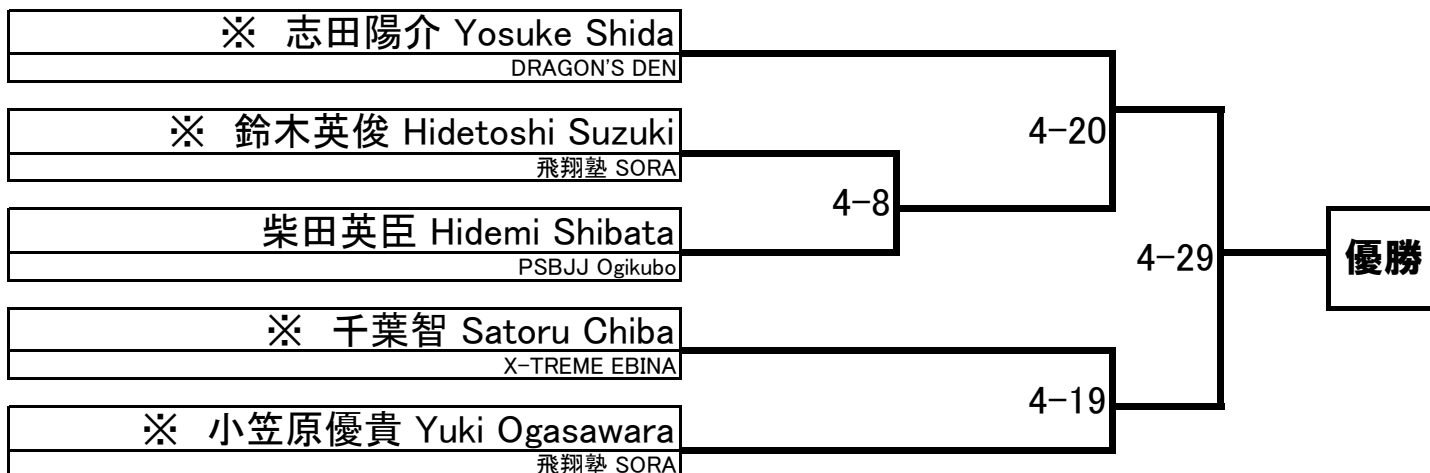 ※ 志田陽介 Yosuke Shida
DRAGON'S DEN
※ 鈴木英俊 Hidetoshi Suzuki
飛翔塾 SORA
4-20
4-8
柴田英臣 Hidemi Shibata
PSBJJ Ogikubo
4-29
優勝
※ 千葉智 Satoru Chiba
X-TREME EBINA
4-19
※ 小笠原優貴 Yuki Ogasawara
飛翔塾 SORA